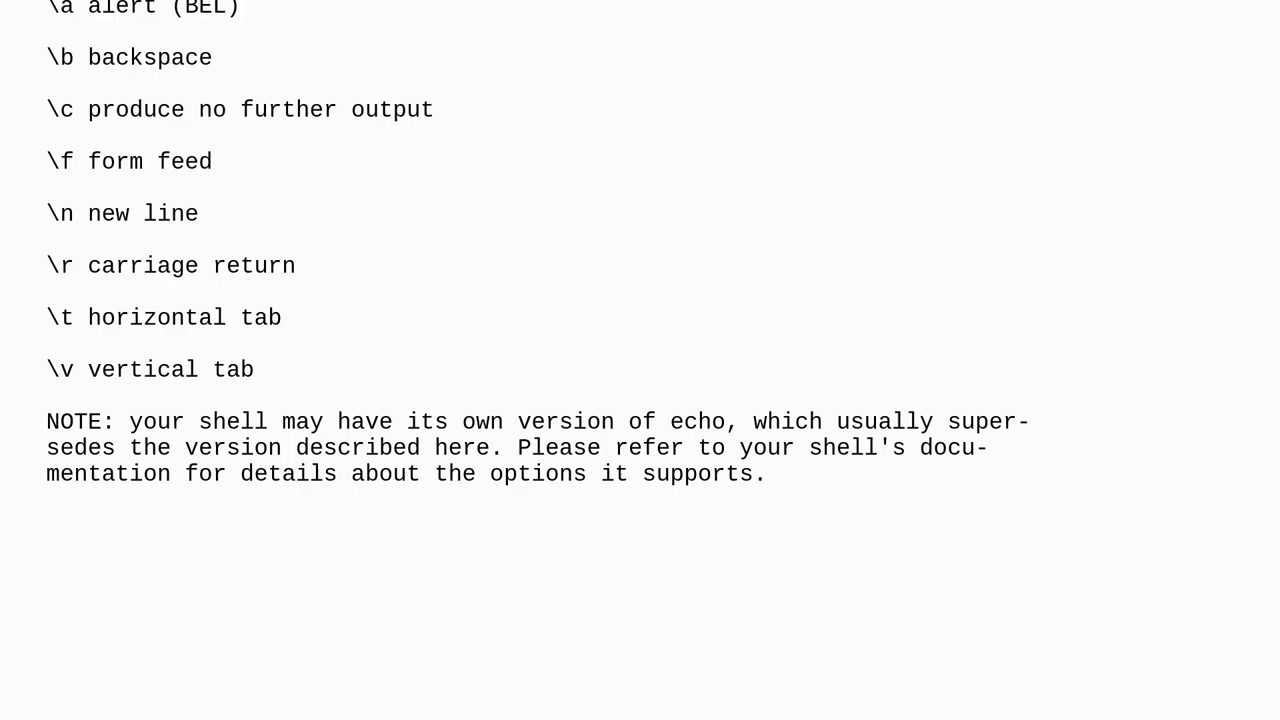 \a alert (BEL)
\b backspace
\c produce no further output
\f form feed
\n new line
\r carriage return
\t horizontal tab
\v vertical tab
NOTE: your shell may have its own version of echo, which usually super-
sedes the version described here. Please refer to your shell's docu-
mentation for details about the options it supports.